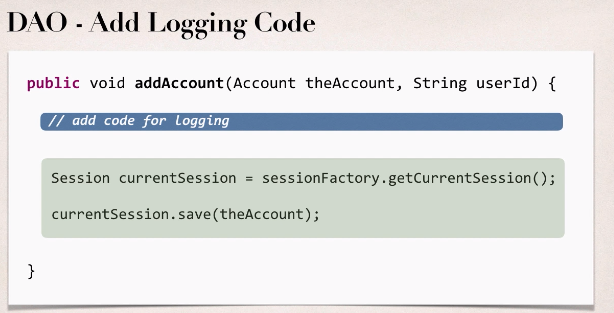 DAO - Add Logging Code
public void addAccount(Account theAccount, String userId) {
// add code for logging
Session currentSession = sessionFactory.getCurrentSession();
currentSession.save(theAccount);
}